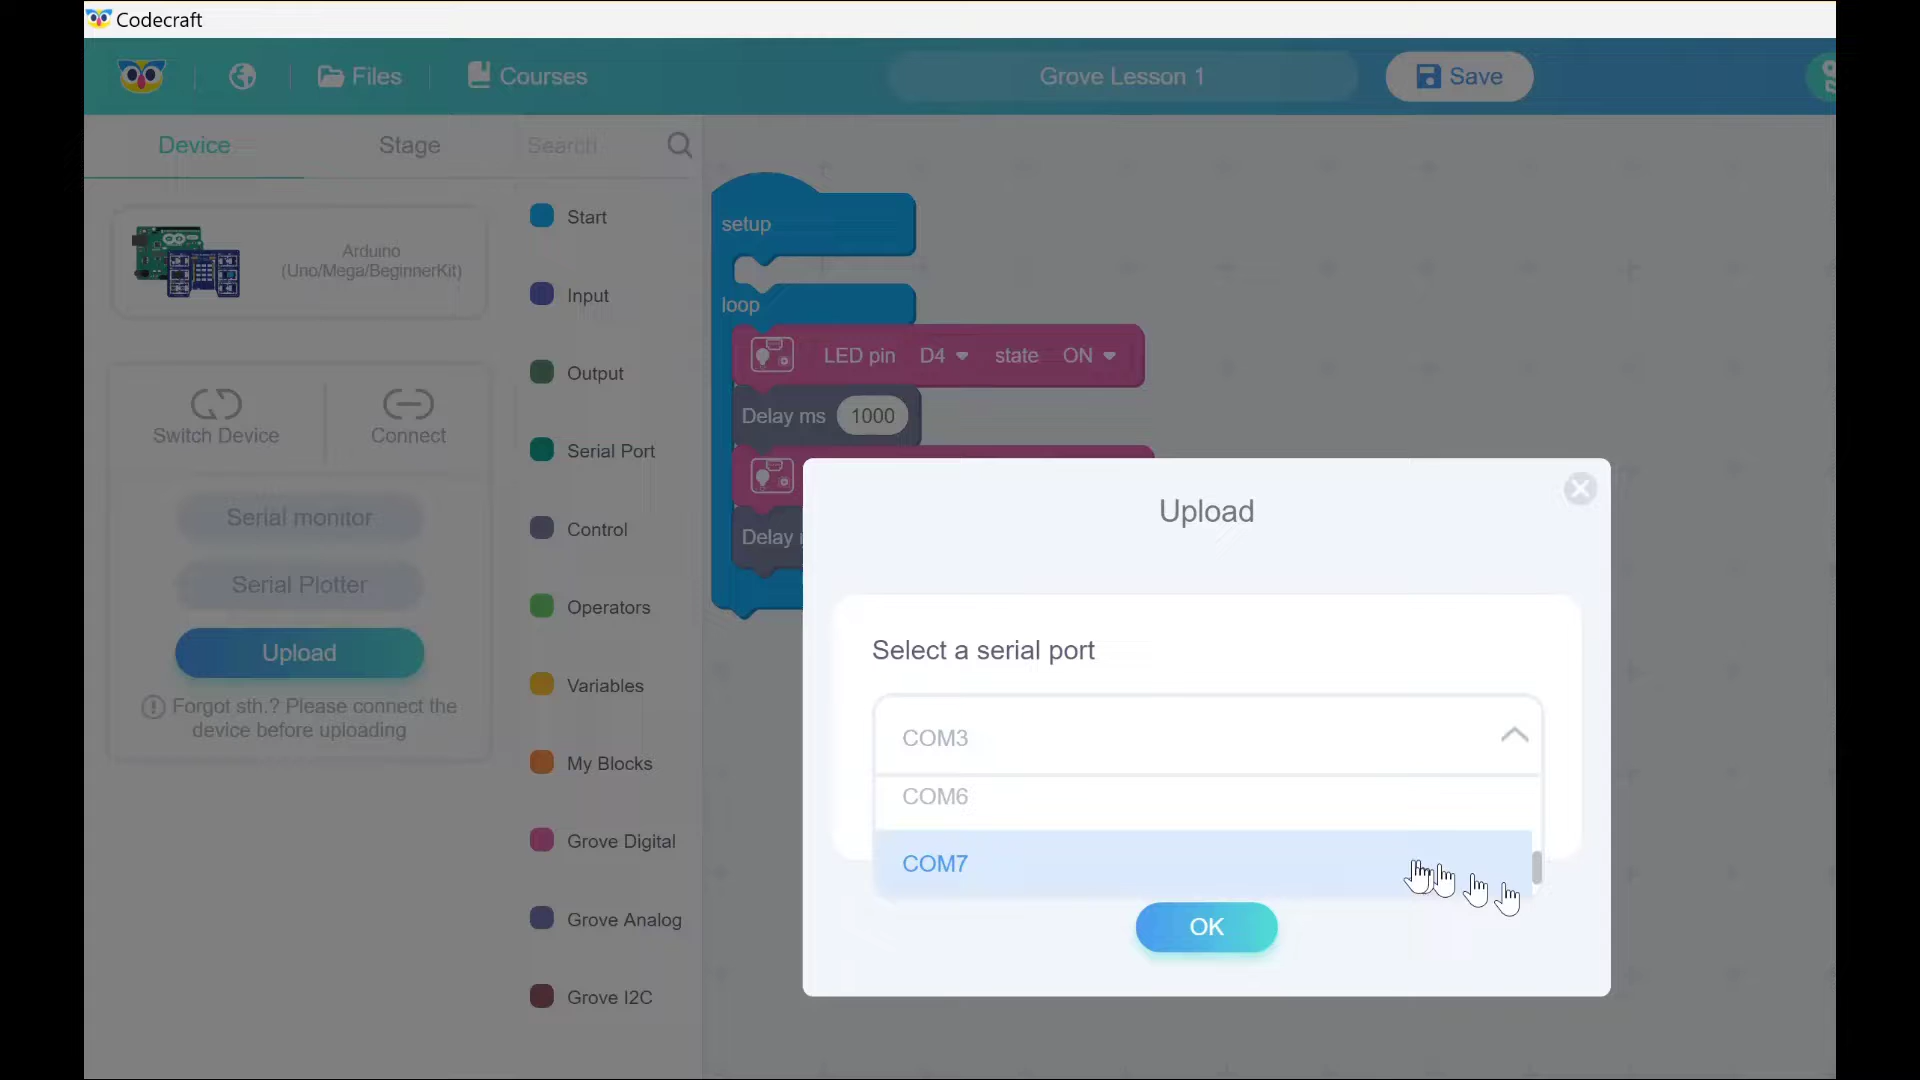 Codecraft
Files
Courses
Grove Lesson 1
Save
Device
Stage
Search
Arduino
(Uno/Mega/BeginnerKit)
Switch Device
Connect
Serial monitor
Serial Plotter
Upload
Forgot sth.? Please connect the
device before uploading
Start
Input
Output
Serial Port
Control
Operators
Variables
My Blocks
Grove Digital
Grove Analog
Grove I2C
setup
loop
LED pin D4 state ON
Delay ms 1000
Delay
Upload
Select a serial port
COM3
COM6
COM7
OK